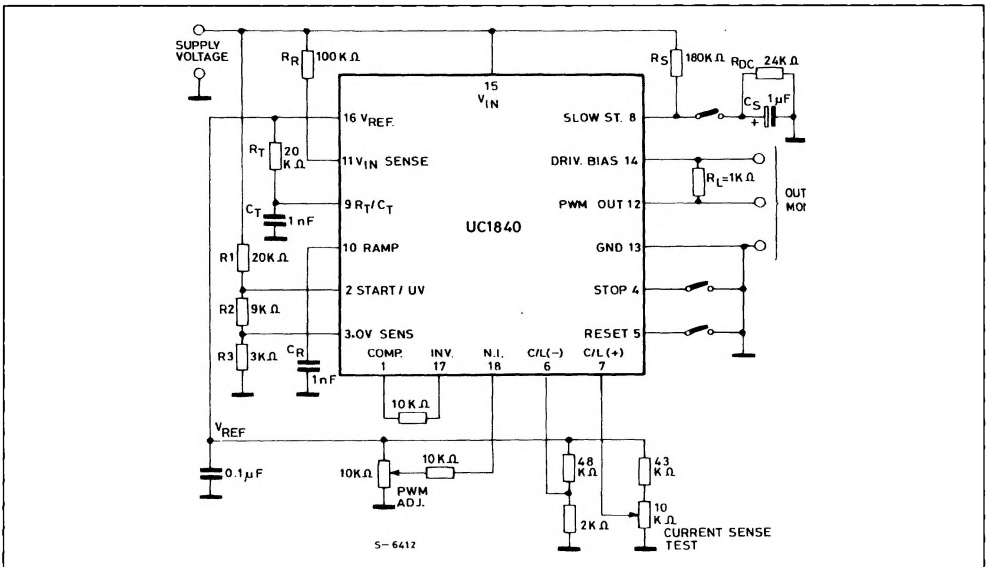 SUPPLY
VOLTAGE
RR
100KΩ
15
VIN
RS
180KΩ
RDC
24KΩ
CS
1µF
+
16 VREF.
SLOW ST. 8
RT
20
KΩ
11 VIN SENSE
DRIV. BIAS 14
RL=1KΩ
9 RT/CT
PWM OUT 12
OUT
MO
CT
1nF
UC1840
10 RAMP
GND 13
R1
20KΩ
2 START/UV
STOP 4
R2
9KΩ
3.OV SENS
RESET 5
R3
3KΩ
CR
1nF
COMP.
1
INV.
17
N.I.
18
C/L(-)
6
C/L(+)
7
10KΩ
VREF
0.1µF
10KΩ
PWM
ADJ.
10KΩ
48
KΩ
2KΩ
43
KΩ
10
KΩ
CURRENT SENSE
TEST
S-6412